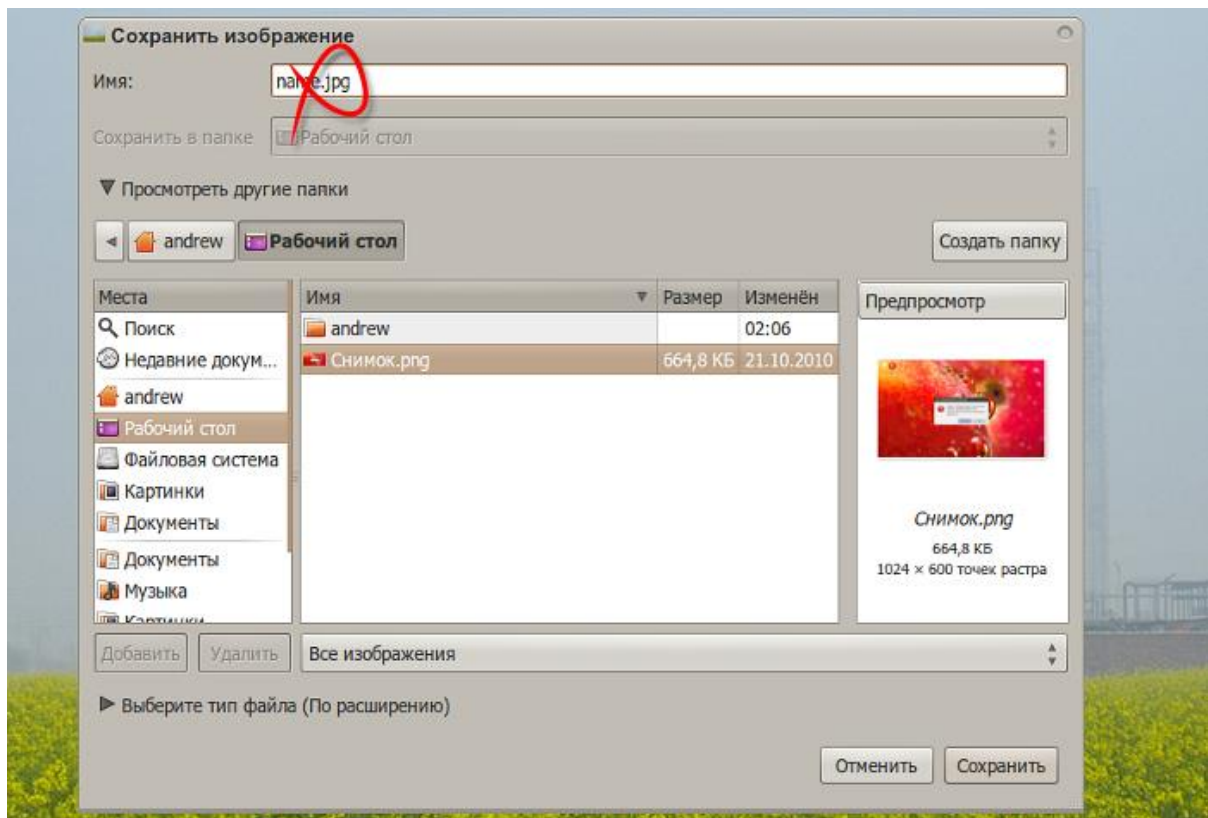 Сохранить изображение
Имя: name.jpg
Сохранить в папке Рабочий стол
Просмотреть другие папки
andrew Рабочий стол Создать папку
Места Имя Размер Изменён Предпросмотр
Поиск andrew 02:06
Недавние докум... Снимок.png 664,8 КБ 21.10.2010
andrew
Рабочий стол
Файловая система
Картинки
Документы Снимок.png
Документы 664,8 КБ
1024 × 600 точек растра
Музыка
Картинки
Добавить Удалить Все изображения
Выберите тип файла (По расширению)
Отменить Сохранить